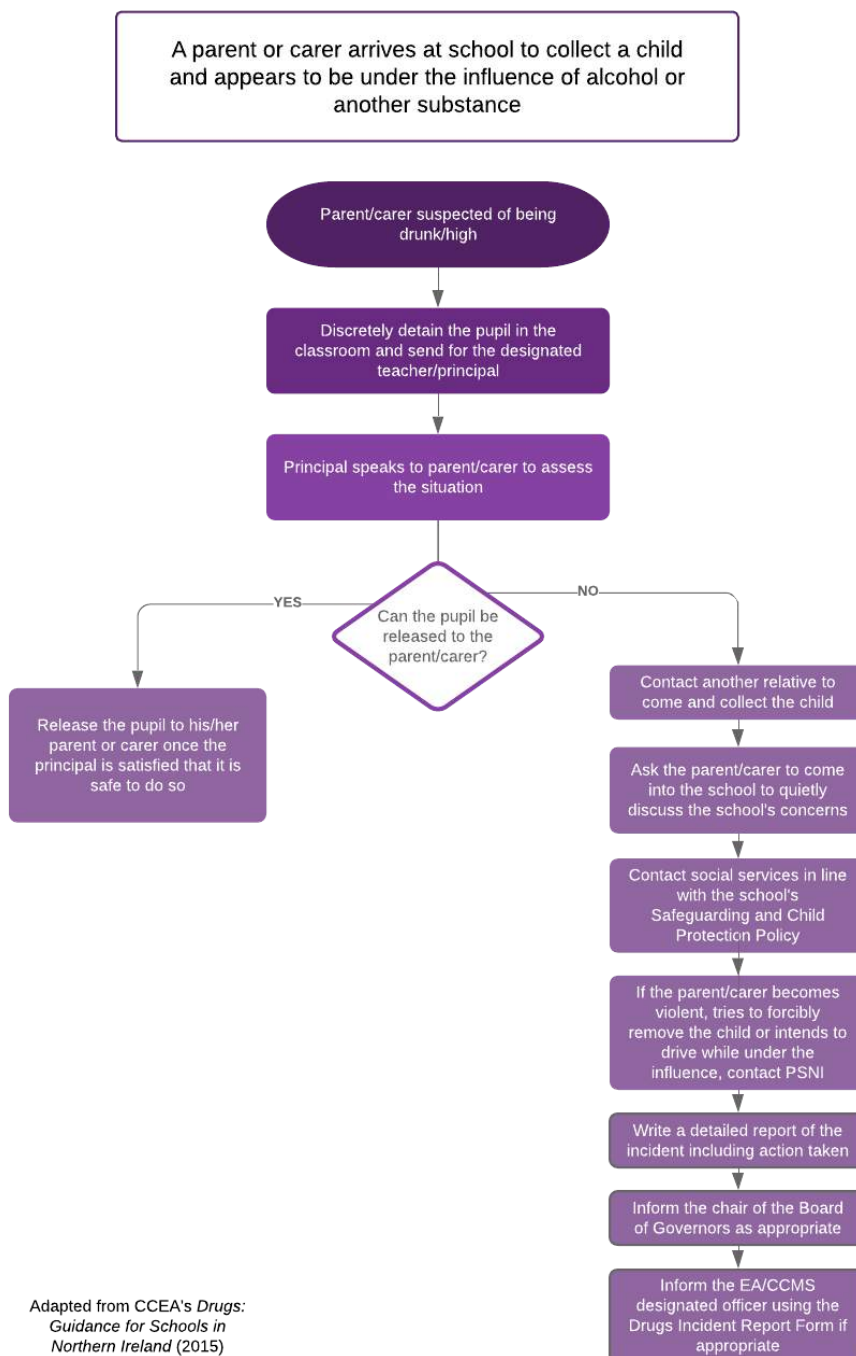 A parent or carer arrives at school to collect a child
and appears to be under the influence of alcohol or
another substance
Parent/carer suspected of being
drunk/high
Discretely detain the pupil in the
classroom and send for the designated
teacher/principal
Principal speaks to parent/carer to assess
the situation
YES
NO
Can the pupil be
released to the
parent/carer?
Release the pupil to his/her
parent or carer once the
principal is satisfied that it is
safe to do so
Contact another relative to
come and collect the child
Ask the parent/carer to come
into the school to quietly
discuss the school's concerns
Contact social services in line
with the school's
Safeguarding and Child
Protection Policy
If the parent/carer becomes
violent, tries to forcibly
remove the child or intends to
drive while under the
influence, contact PSNI
Write a detailed report of the
incident including action taken
Inform the chair of the Board
of Governors as appropriate
Inform the EA/CCMS
designated officer using the
Drugs Incident Report Form if
appropriate
Adapted from CCEA's Drugs:
Guidance for Schools in
Northern Ireland (2015)